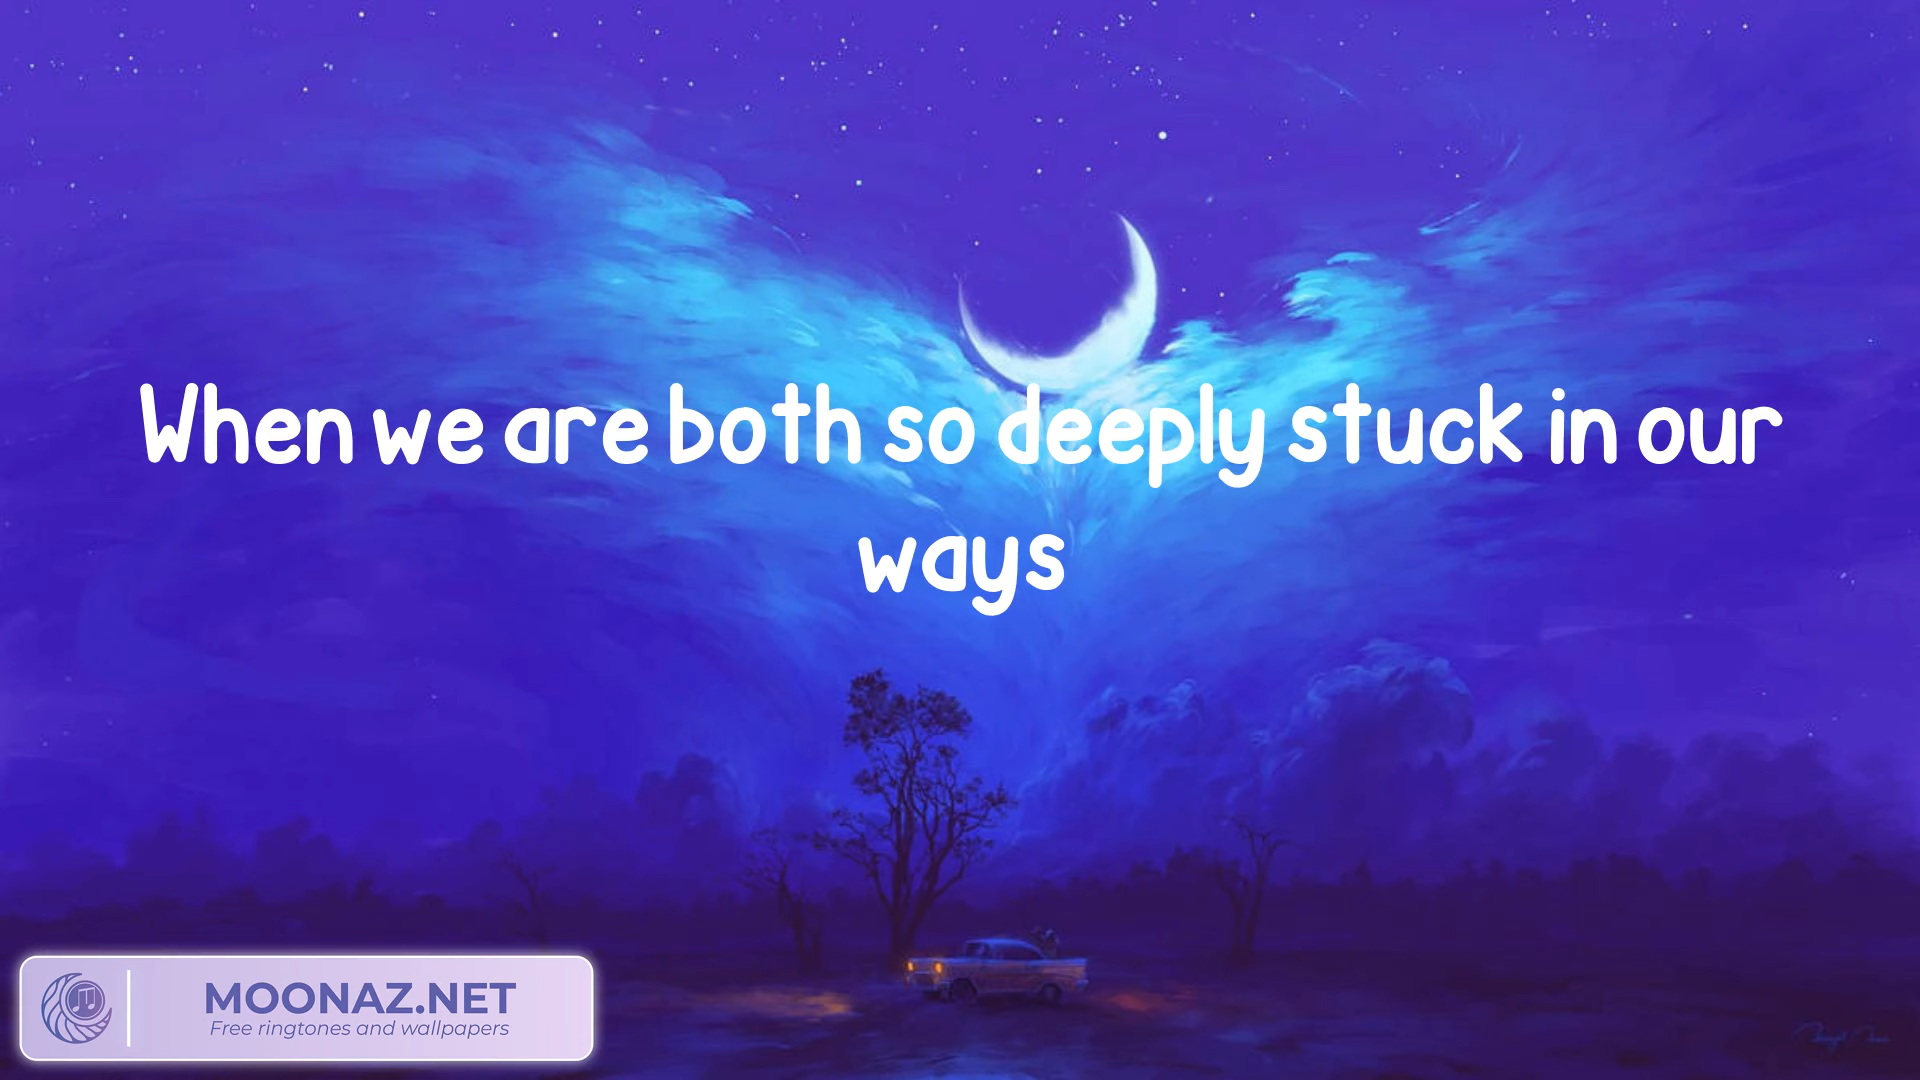 When we are both so deeply stuck in our
ways
MOONAZ.NET
Free ringtones and wallpapers